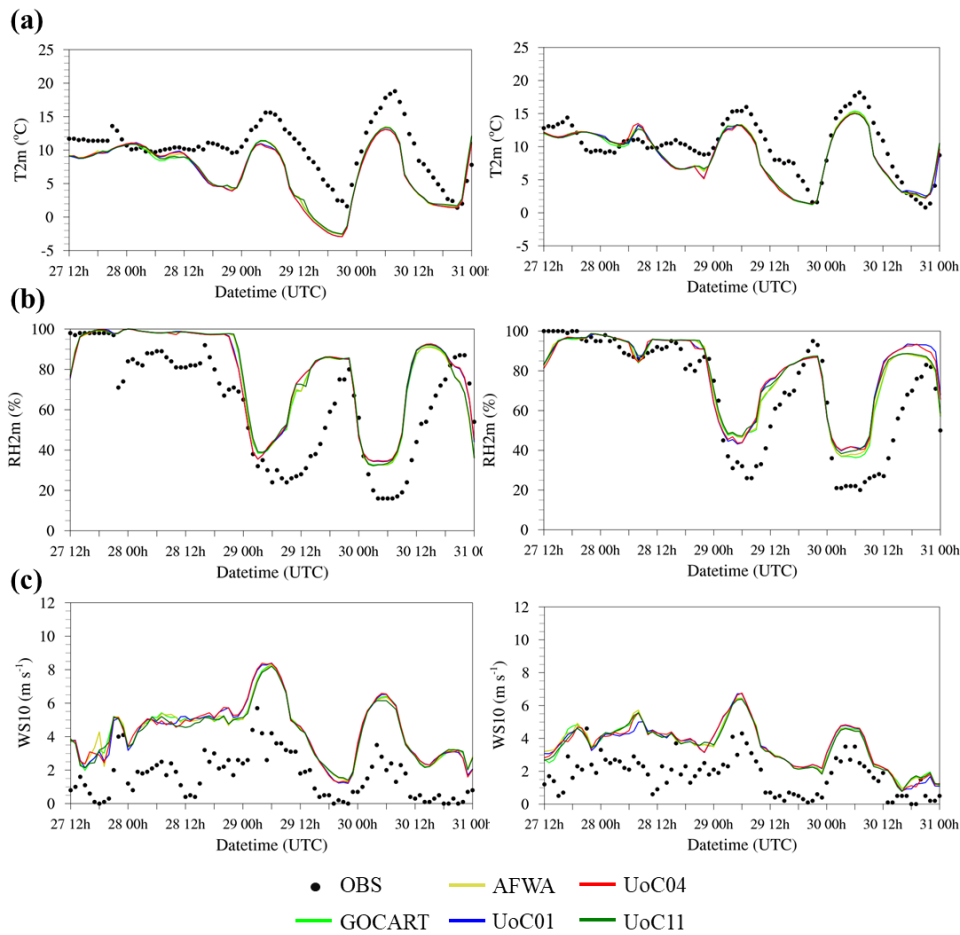 (a)
25
20
15
10
5
0
-5
T2m (°C)
27 12h 28 00h 28 12h 29 00h 29 12h 30 00h 30 12h 31 00h
Datetime (UTC)
25
20
15
10
5
0
-5
T2m (°C)
27 12h 28 00h 28 12h 29 00h 29 12h 30 00h 30 12h 31 00h
Datetime (UTC)
(b)
100
80
60
40
20
0
RH2m (%)
27 12h 28 00h 28 12h 29 00h 29 12h 30 00h 30 12h 31 00h
Datetime (UTC)
100
80
60
40
20
0
RH2m (%)
27 12h 28 00h 28 12h 29 00h 29 12h 30 00h 30 12h 31 00h
Datetime (UTC)
(c)
12
10
8
6
4
2
0
WS10 (m s⁻¹)
27 12h 28 00h 28 12h 29 00h 29 12h 30 00h 30 12h 31 00h
Datetime (UTC)
12
10
8
6
4
2
0
WS10 (m s⁻¹)
27 12h 28 00h 28 12h 29 00h 29 12h 30 00h 30 12h 31 00h
Datetime (UTC)
OBS AFWA UoC04
GOCART UoC01 UoC11